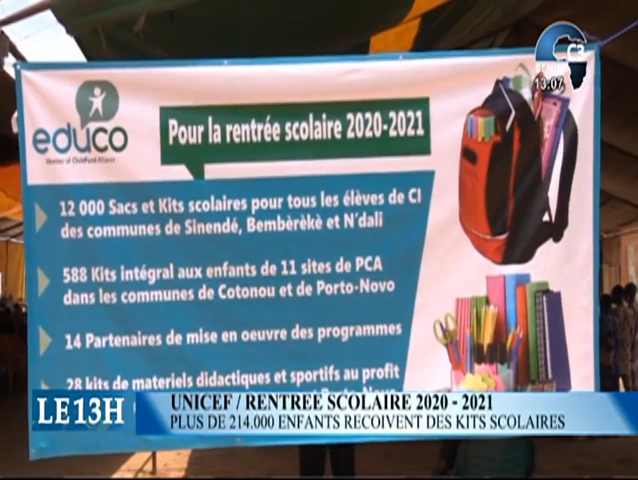 C2
13:07
educo
Member of ChildFund Alliance
Pour la rentrée scolaire 2020-2021
12 000 Sacs et Kits scolaires pour tous les élèves de CI
des communes de Sinendé, Bembèrèkè et N'dali
588 Kits intégral aux enfants de 11 sites de PCA
dans les communes de Cotonou et de Porto-Novo
14 Partenaires de mise en oeuvre des programmes
28 kits de materiels didactiques et sportifs au profit
LE13H
UNICEF / RENTREE SCOLAIRE 2020 - 2021
PLUS DE 214.000 ENFANTS RECOIVENT DES KITS SCOLAIRES